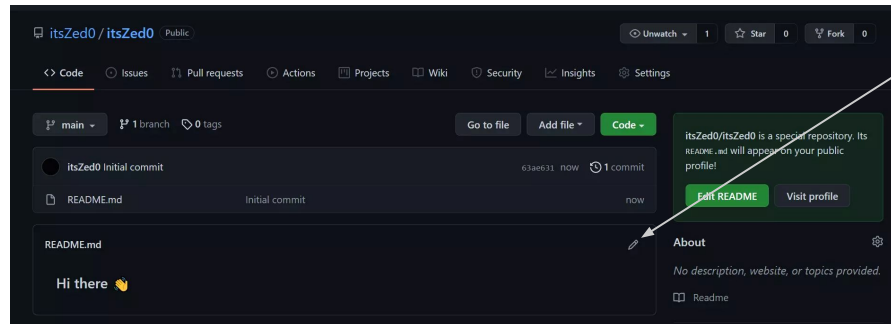 itsZed0 / itsZed0 Public
Unwatch 1 Star 0 Fork 0
Code Issues Pull requests Actions Projects Wiki Security Insights Settings
main 1 branch 0 tags Go to file Add file Code
itsZed0 Initial commit 63ae631 now 1 commit
README.md Initial commit now
README.md
Hi there 👋
itsZed0/itsZed0 is a special repository. Its
README.md will appear on your public
profile!
Edit README Visit profile
About
No description, website, or topics provided.
Readme